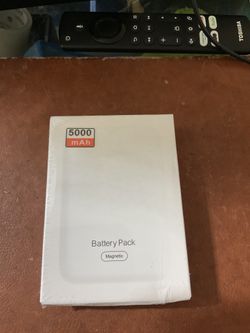 TOSHIBA
5000
mAh
Battery Pack
Magnetic